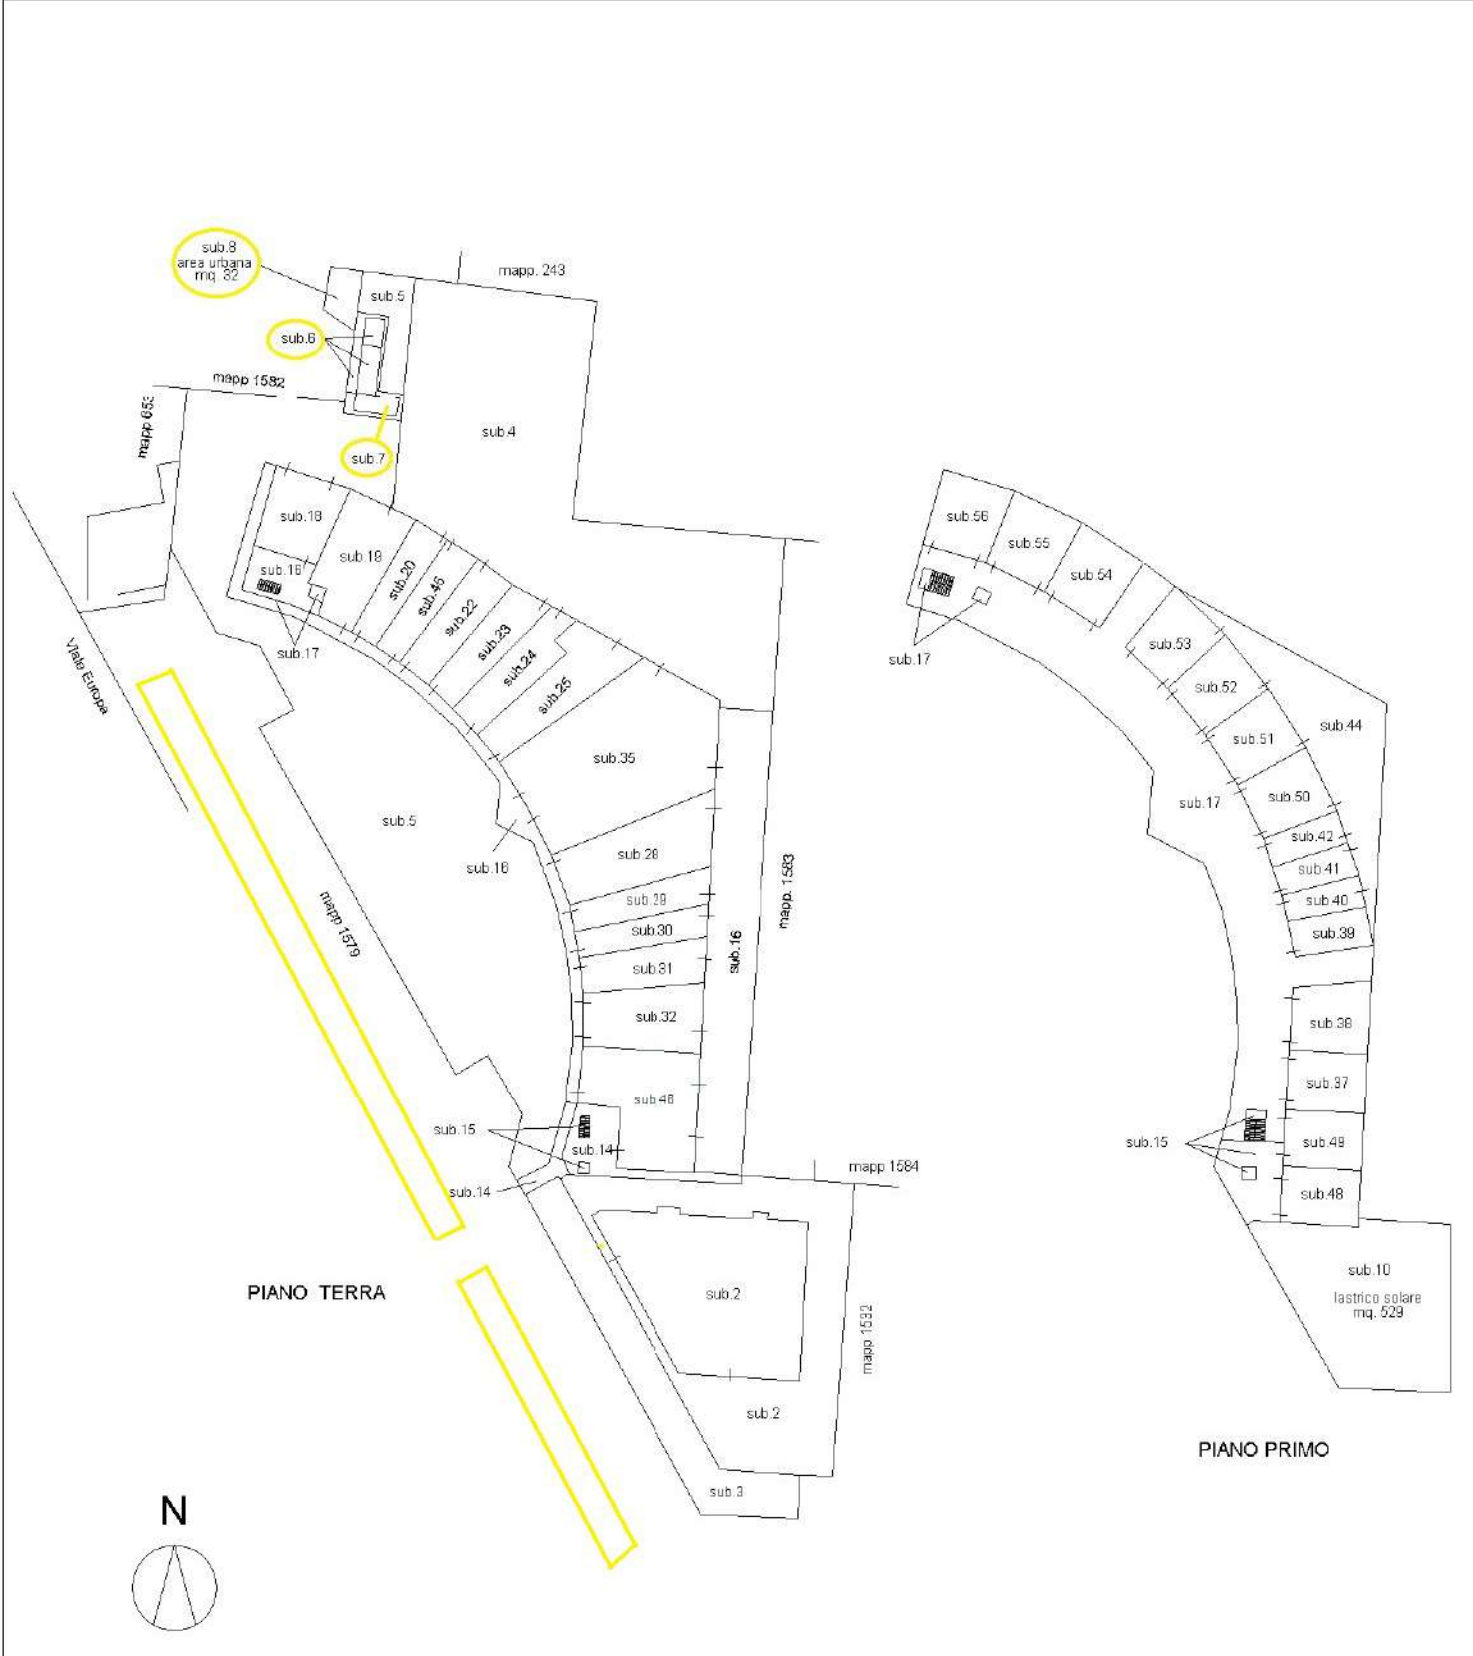 sub.8
area urbana
mq. 32
mapp. 243
sub.5
sub.6
mapp 1582
mapp 653
sub.4
sub.7
sub.18
sub.19
sub.16
sub.20
sub.45
sub.22
sub.23
sub.24
sub.25
sub.17
Viale Europa
sub.35
sub.5
sub.16
sub.28
sub.29
sub.30
sub.31
sub.32
sub.16
mapp. 1583
mapp 1579
sub.46
sub.15
sub.14
sub.14
mapp 1584
sub.2
mapp 1532
sub.2
sub.3
PIANO TERRA
N
sub.56
sub.55
sub.54
sub.53
sub.17
sub.52
sub.51
sub.44
sub.50
sub.17
sub.42
sub.41
sub.40
sub.39
sub.38
sub.37
sub.15
sub.49
sub.48
sub.10
lastrico solare
mq. 529
PIANO PRIMO